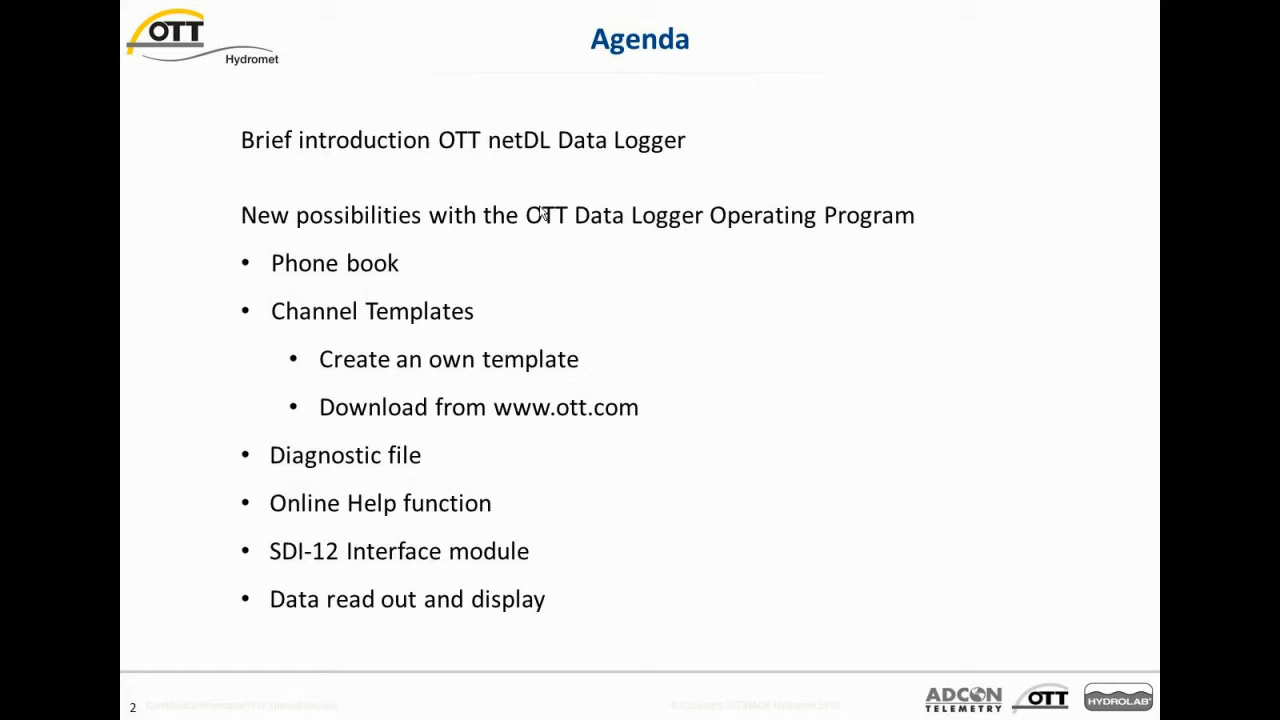 OTT
Hydromet
Agenda
Brief introduction OTT netDL Data Logger
New possibilities with the OTT Data Logger Operating Program
• Phone book
• Channel Templates
• Create an own template
• Download from www.ott.com
• Diagnostic file
• Online Help function
• SDI-12 Interface module
• Data read out and display
2
ADCON
TELEMETRY
OTT
HYDROLAB